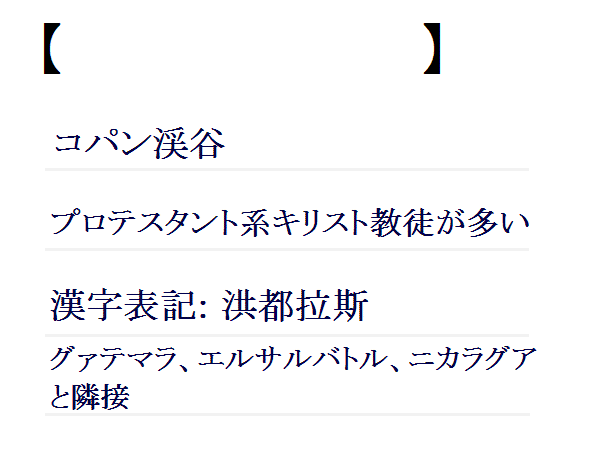 【 】
コパン渓谷
プロテスタント系キリスト教徒が多い
漢字表記: 洪都拉斯
グァテマラ、エルサルバトル、ニカラグア
と隣接